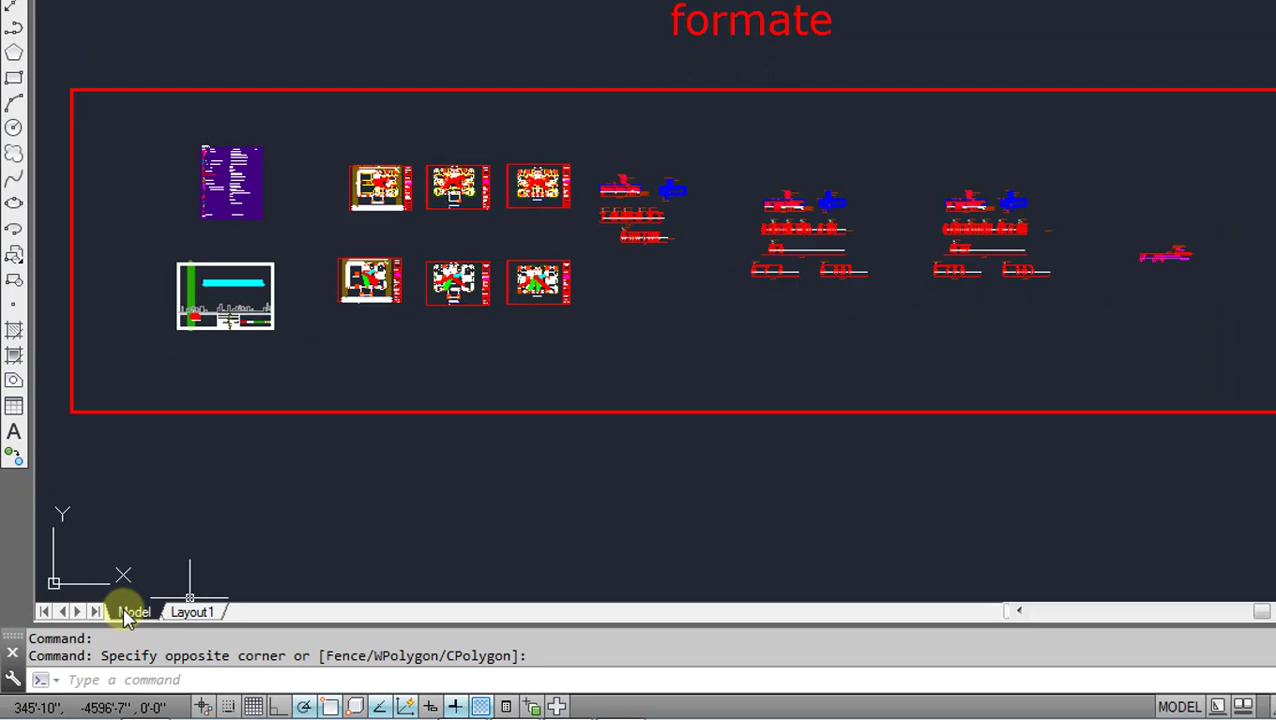 formate
Y
X
Model
Layout1
Command:
Command: Specify opposite corner or [Fence/WPolygon/CPolygon]:
Type a command
345'-10", -4596'-7", 0'-0"
MODEL